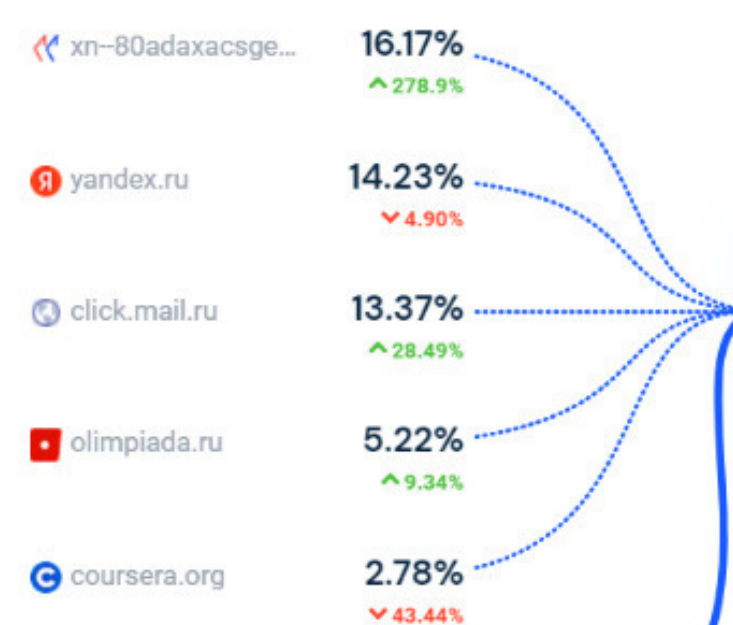 xn--80adaxacsge... 16.17%
278.9%
Я yandex.ru 14.23%
4.90%
click.mail.ru 13.37%
28.49%
olimpiada.ru 5.22%
9.34%
C coursera.org 2.78%
43.44%